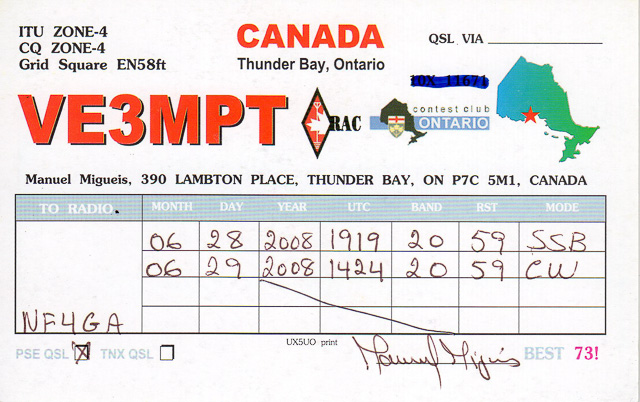 ITU ZONE-4
CQ ZONE-4
Grid Square EN58ft
CANADA
Thunder Bay, Ontario
QSL VIA
VE3MPT
RAC
contest club
ONTARIO
Manuel Migueis, 390 LAMBTON PLACE, THUNDER BAY, ON P7C 5M1, CANADA
TO RADIO. MONTH DAY YEAR UTC BAND RST MODE
06 28 2008 1919 20 59 SSB
06 29 2008 1424 20 59 CW
NF4GA
PSE QSL TNX QSL
UX5UO print
Manuel Migueis
BEST 73!